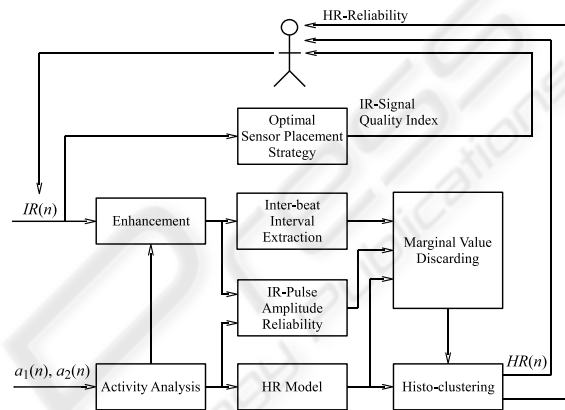 HR-Reliability
IR-Signal
Quality Index
Optimal
Sensor Placement
Strategy
IR(n)
Enhancement
Inter-beat
Interval
Extraction
Marginal Value
Discarding
IR-Pulse
Amplitude
Reliability
HR(n)
a1(n), a2(n)
Activity Analysis
HR Model
Histo-clustering